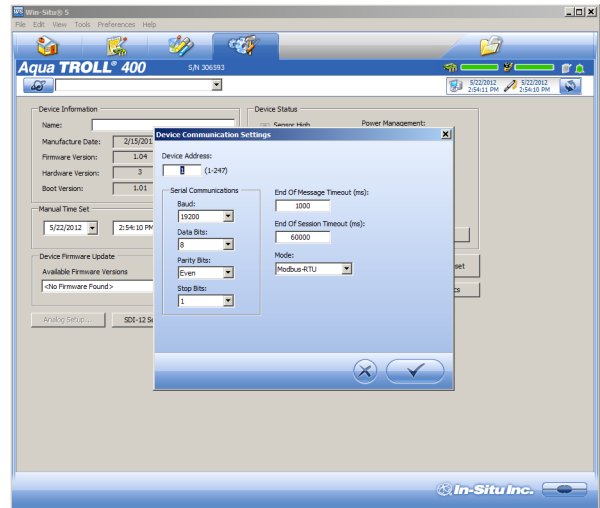 Win-Situ® 5
File Edit View Tools Preferences Help
Aqua TROLL® 400 S/N 306593
5/22/2012 5/22/2012
2:54:11 PM 2:54:10 PM
Device Information
Name:
Manufacture Date: 2/15/201
Firmware Version: 1.04
Hardware Version: 3
Boot Version: 1.01
Manual Time Set
5/22/2012 2:54:10 PM
Device Firmware Update
Available Firmware Versions
<No Firmware Found>
Analog Setup... SDI-12 Se
Device Status
Sensor High Power Management:
set
cs
Device Communication Settings
Device Address:
1 (1-247)
Serial Communications
Baud:
19200
Data Bits:
8
Parity Bits:
Even
Stop Bits:
1
End Of Message Timeout (ms):
1000
End Of Session Timeout (ms):
60000
Mode:
Modbus-RTU
In-Situ Inc.